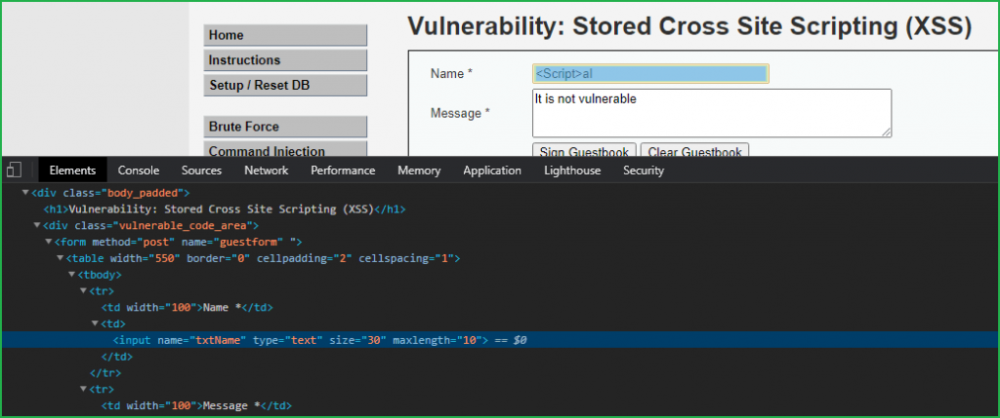 Vulnerability: Stored Cross Site Scripting (XSS)
Home
Instructions
Setup / Reset DB
Brute Force
Command Injection
Name *
<Script>al
Message *
It is not vulnerable
Sign Guestbook Clear Guestbook
Elements Console Sources Network Performance Memory Application Lighthouse Security
▼<div class="body_padded">
<h1>Vulnerability: Stored Cross Site Scripting (XSS)</h1>
▼<div class="vulnerable_code_area">
▼<form method="post" name="guestform" ">
▼<table width="550" border="0" cellpadding="2" cellspacing="1">
▼<tbody>
▼<tr>
<td width="100">Name *</td>
▼<td>
<input name="txtName" type="text" size="30" maxlength="10"> == $0
</td>
</tr>
▼<tr>
<td width="100">Message *</td>